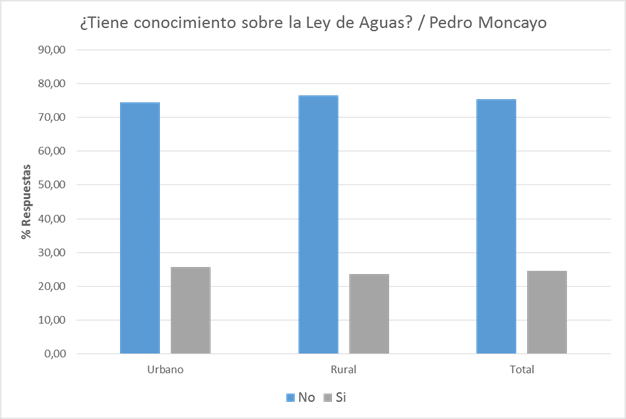 ¿Tiene conocimiento sobre la Ley de Aguas? / Pedro Moncayo
90,00
80,00
70,00
60,00
50,00
40,00
30,00
20,00
10,00
0,00
% Respuestas
Urbano Rural Total
No Si